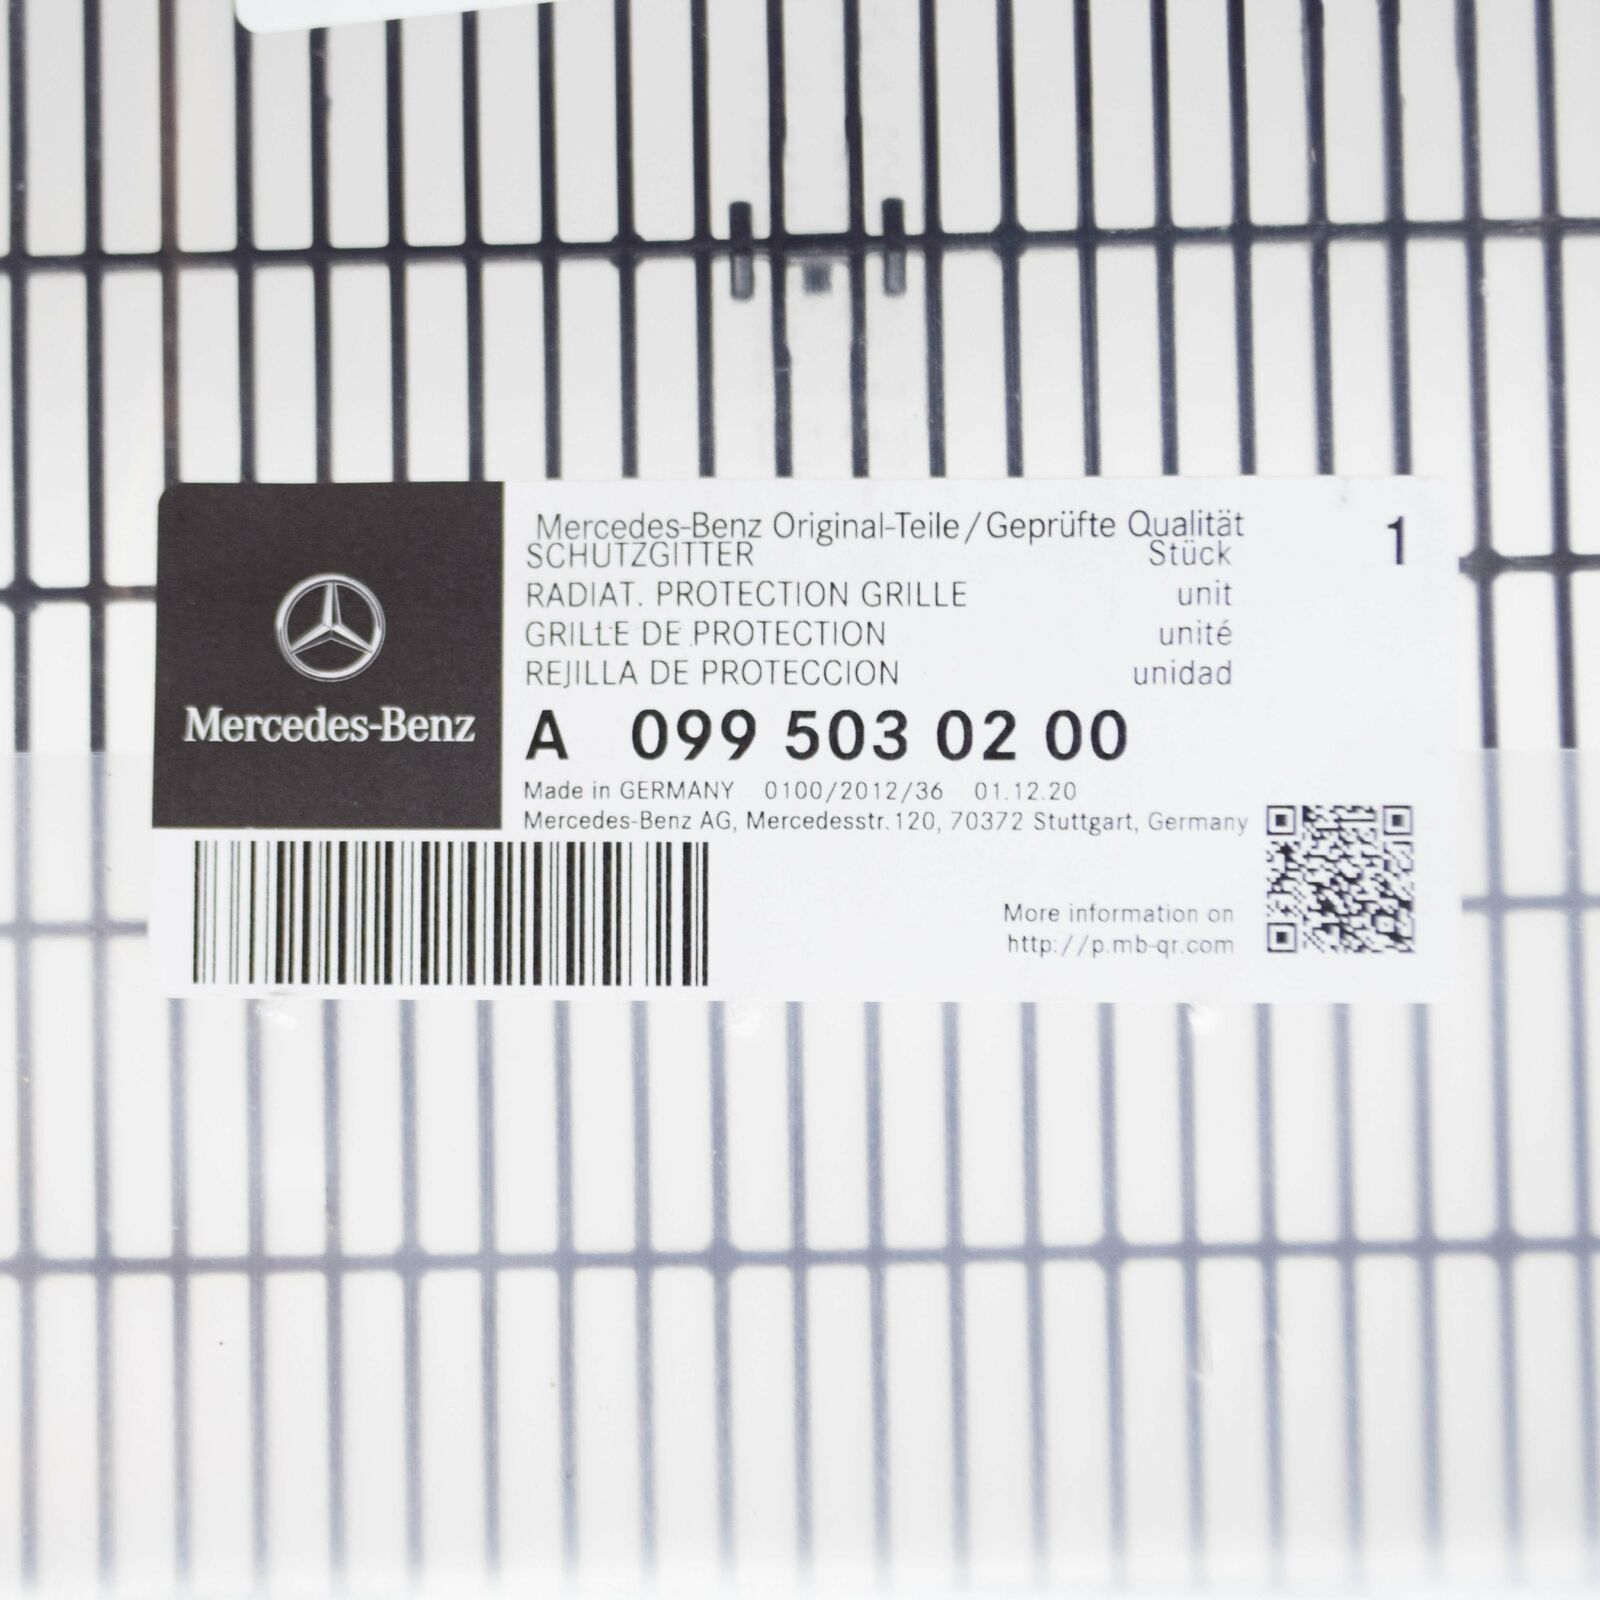 Mercedes-Benz
Mercedes-Benz Original-Teile/Geprüfte Qualität
SCHUTZGITTER Stück 1
RADIAT. PROTECTION GRILLE unit
GRILLE DE PROTECTION unité
REJILLA DE PROTECCION unidad
A 099 503 02 00
Made in GERMANY 0100/2012/36 01.12.20
Mercedes-Benz AG, Mercedesstr.120, 70372 Stuttgart, Germany
More information on
http://p.mb-qr.com